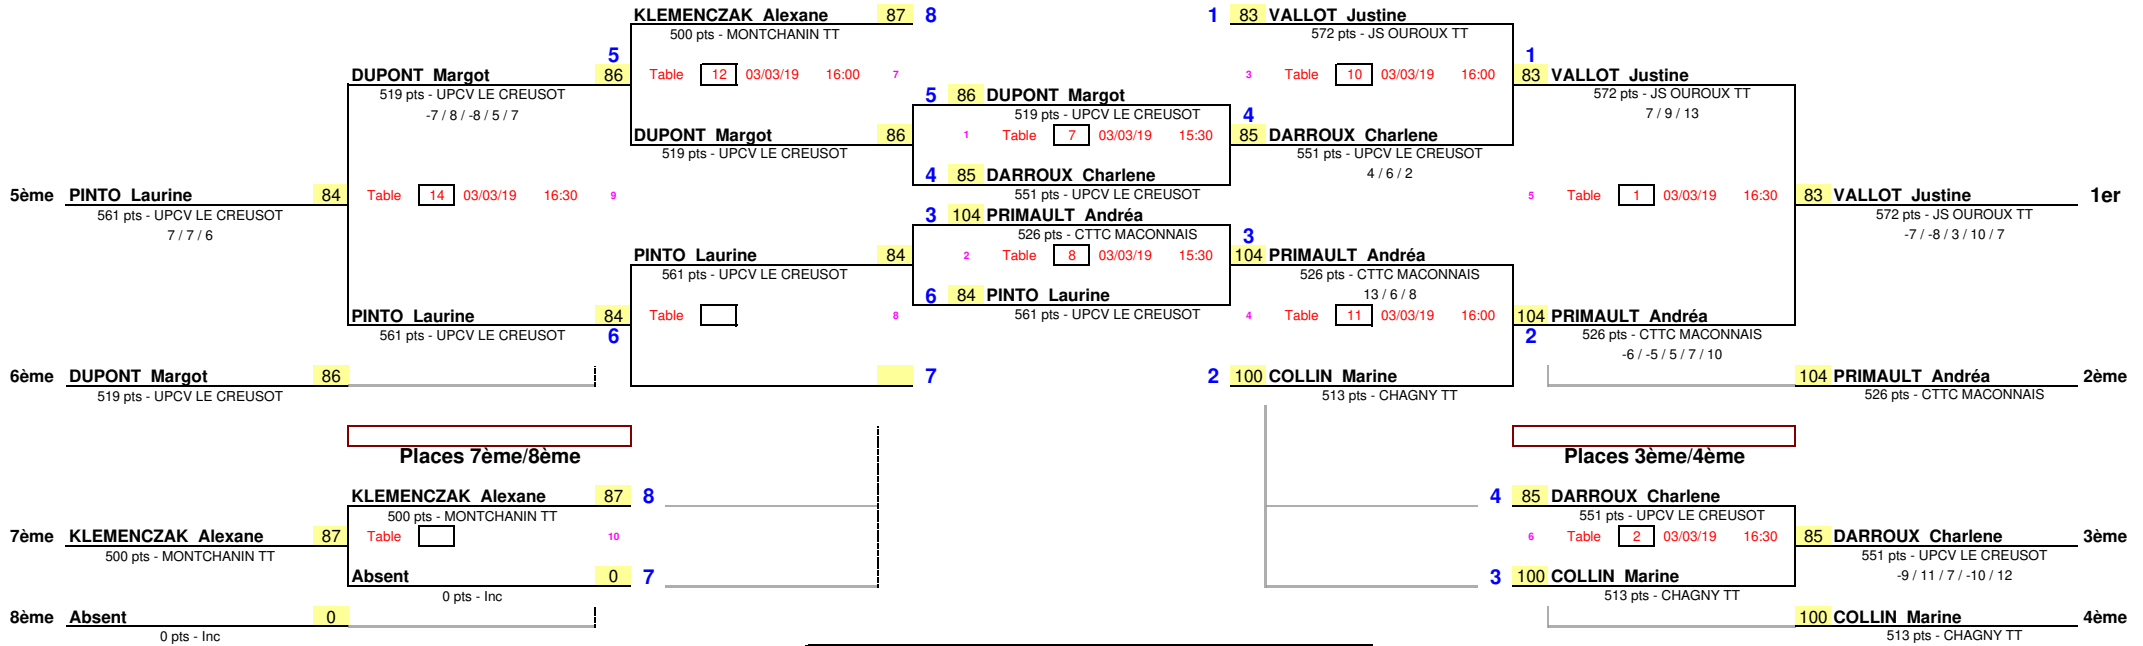 KLEMENCZAK Alexane 87 8 1 83 VALLOT Justine
500 pts - MONTCHANIN TT 572 pts - JS OUROUX TT
5 1
DUPONT Margot 86 Table 12 03/03/19 16:00 7 3 Table 10 03/03/19 16:00 83 VALLOT Justine
519 pts - UPCV LE CREUSOT 5 86 DUPONT Margot 572 pts - JS OUROUX TT
-7 / 8 / -8 / 5 / 7 519 pts - UPCV LE CREUSOT 4 7 / 9 / 13
DUPONT Margot 86 1 Table 7 03/03/19 15:30 85 DARROUX Charlene
519 pts - UPCV LE CREUSOT 551 pts - UPCV LE CREUSOT
4 85 DARROUX Charlene 4 / 6 / 2
5ème PINTO Laurine 84 Table 14 03/03/19 16:30 9 551 pts - UPCV LE CREUSOT 5 Table 1 03/03/19 16:30 83 VALLOT Justine 1er
561 pts - UPCV LE CREUSOT 3 104 PRIMAULT Andréa 572 pts - JS OUROUX TT
7 / 7 / 6 526 pts - CTTC MACONNAIS 3 -7 / -8 / 3 / 10 / 7
PINTO Laurine 84 2 Table 8 03/03/19 15:30 104 PRIMAULT Andréa
561 pts - UPCV LE CREUSOT 526 pts - CTTC MACONNAIS
6 84 PINTO Laurine 13 / 6 / 8
PINTO Laurine 84 Table 8 561 pts - UPCV LE CREUSOT 4 Table 11 03/03/19 16:00 104 PRIMAULT Andréa
561 pts - UPCV LE CREUSOT 6 2 526 pts - CTTC MACONNAIS
-6 / -5 / 5 / 7 / 10
6ème DUPONT Margot 86 7 2 100 COLLIN Marine 104 PRIMAULT Andréa 2ème
519 pts - UPCV LE CREUSOT 513 pts - CHAGNY TT 526 pts - CTTC MACONNAIS
Places 7ème/8ème Places 3ème/4ème
KLEMENCZAK Alexane 87 8 4 85 DARROUX Charlene
500 pts - MONTCHANIN TT 551 pts - UPCV LE CREUSOT
7ème KLEMENCZAK Alexane 87 Table 10 6 Table 2 03/03/19 16:30 85 DARROUX Charlene 3ème
500 pts - MONTCHANIN TT 551 pts - UPCV LE CREUSOT
Absent 0 7 3 100 COLLIN Marine -9 / 11 / 7 / -10 / 12
0 pts - Inc 513 pts - CHAGNY TT
8ème Absent 0 100 COLLIN Marine 4ème
0 pts - Inc 513 pts - CHAGNY TT